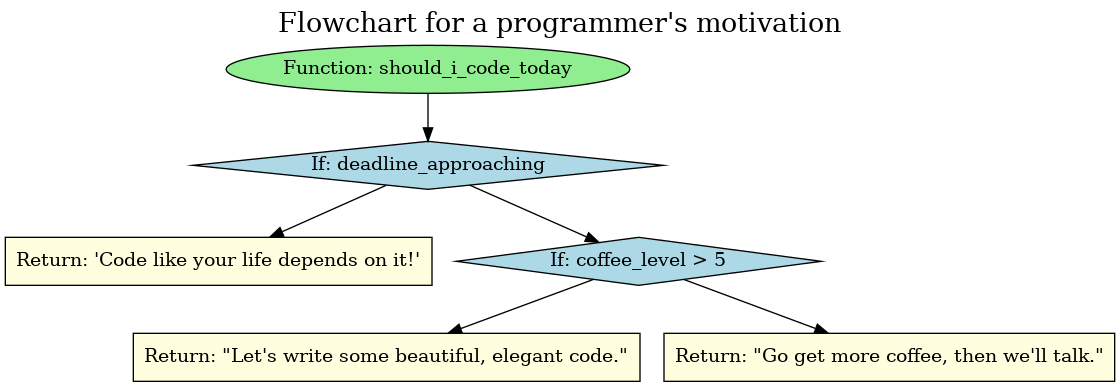 Flowchart for a programmer's motivation
Function: should_i_code_today
If: deadline_approaching
Return: 'Code like your life depends on it!'
If: coffee_level > 5
Return: "Let's write some beautiful, elegant code."
Return: "Go get more coffee, then we'll talk."